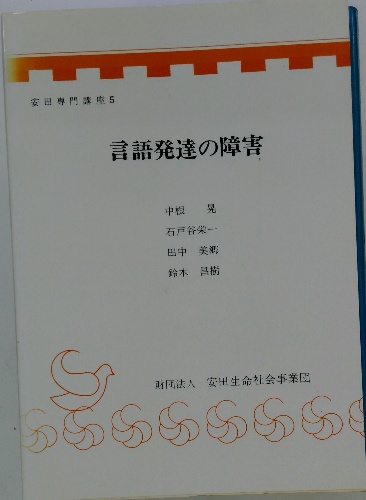 安田専門講座5
言語発達の障害
中根 晃
石戸谷栄一
田中 美郷
鈴木 昌樹
財団法人 安田生命社会事業団